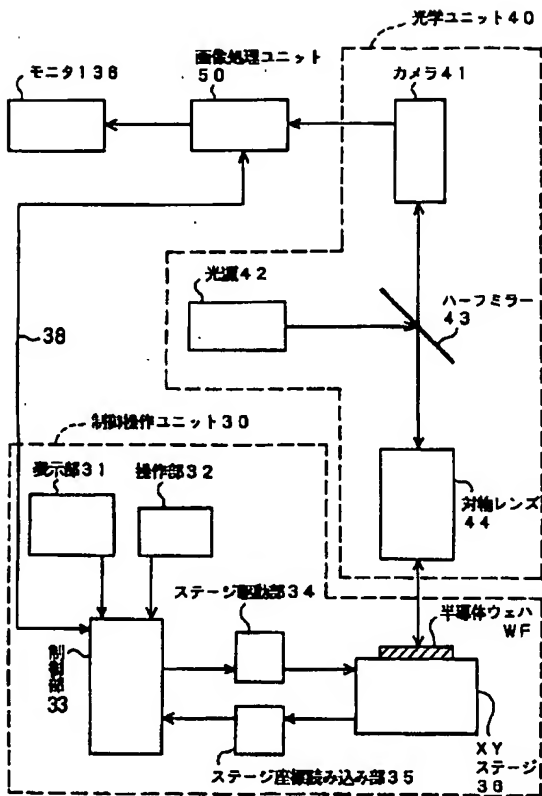 光学ユニット40
画像処理ユニット
50
モニタ136
カメラ41
光源42
ハーフミラー
43
38
制御操作ユニット30
表示部31
操作部32
対物レンズ
44
ステージ駆動部34
半導体ウェハ
WF
制御部
33
XY
ステージ
36
ステージ座標読み込み部35